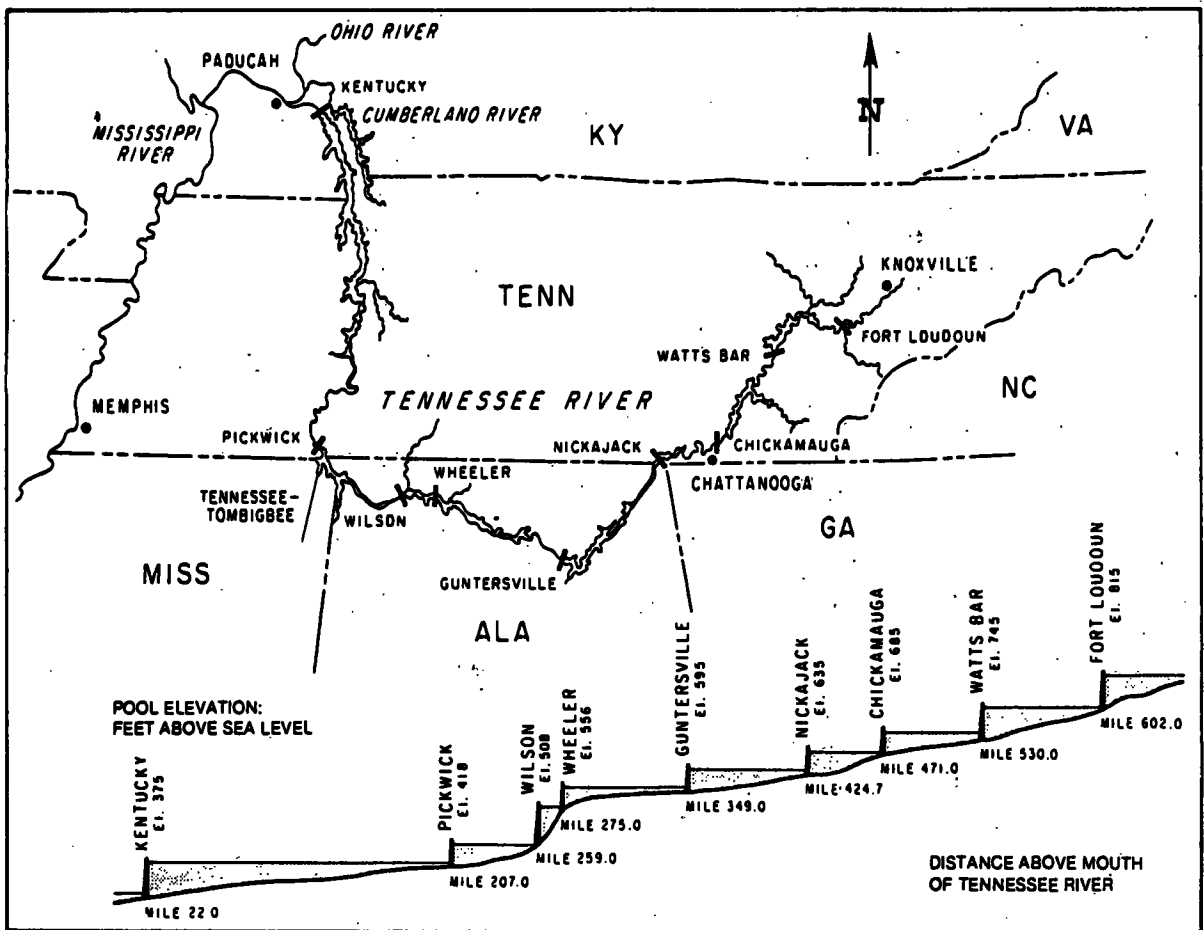 OHIO RIVER
PADUCAH
KENTUCKY
CUMBERLAND RIVER
MISSISSIPPI
RIVER
KY
N
VA
TENN
KNOXVILLE
FORT LOUDOUN
WATTS BAR
NC
TENNESSEE RIVER
MEMPHIS
PICKWICK
NICKAJACK
CHICKAMAUGA
CHATTANOOGA
WHEELER
TENNESSEE-
TOMBIGBEE
WILSON
GA
MISS
GUNTERSVILLE
ALA
POOL ELEVATION:
FEET ABOVE SEA LEVEL
KENTUCKY
El. 375
PICKWICK
El. 418
WILSON
El. 508
WHEELER
El. 556
GUNTERSVILLE
El. 595
NICKAJACK
El. 635
CHICKAMAUGA
El. 685
WATTS BAR
El. 745
FORT LOUDOUN
El. 815
MILE 22.0
MILE 207.0
MILE 259.0
MILE 275.0
MILE 349.0
MILE 424.7
MILE 471.0
MILE 530.0
MILE 602.0
DISTANCE ABOVE MOUTH
OF TENNESSEE RIVER